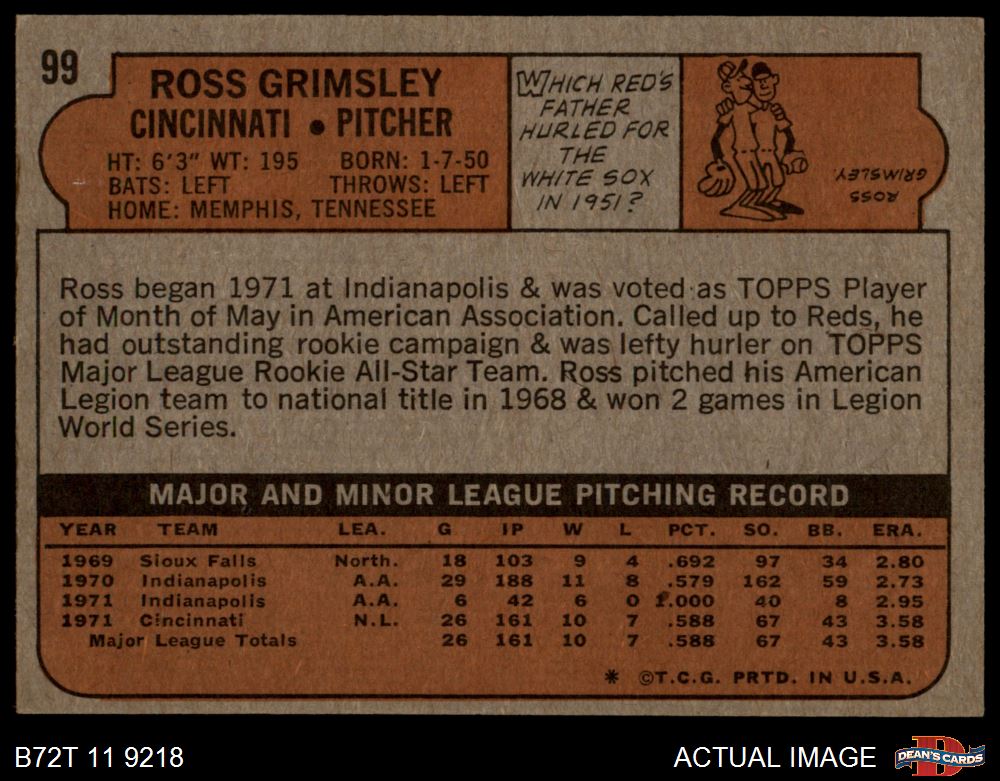 99
ROSS GRIMSLEY
CINCINNATI • PITCHER
HT: 6'3" WT: 195 BORN: 1-7-50
BATS: LEFT THROWS: LEFT
HOME: MEMPHIS, TENNESSEE
WHICH RED'S
FATHER
HURLED FOR
THE
WHITE SOX
IN 1951?
ROSS
GRIMSLEY
Ross began 1971 at Indianapolis & was voted as TOPPS Player
of Month of May in American Association. Called up to Reds, he
had outstanding rookie campaign & was lefty hurler on TOPPS
Major League Rookie All-Star Team. Ross pitched his American
Legion team to national title in 1968 & won 2 games in Legion
World Series.
MAJOR AND MINOR LEAGUE PITCHING RECORD
YEAR TEAM LEA. G IP W L PCT. SO. BB. ERA.
1969 Sioux Falls North. 18 103 9 4 .692 97 34 2.80
1970 Indianapolis A.A. 29 188 11 8 .579 162 59 2.73
1971 Indianapolis A.A. 6 42 6 0 1.000 40 8 2.95
1971 Cincinnati N.L. 26 161 10 7 .588 67 43 3.58
Major League Totals 26 161 10 7 .588 67 43 3.58
* ©T.C.G. PRTD. IN U.S.A.
B72T 11 9218 ACTUAL IMAGE
D
DEAN'S CARDS